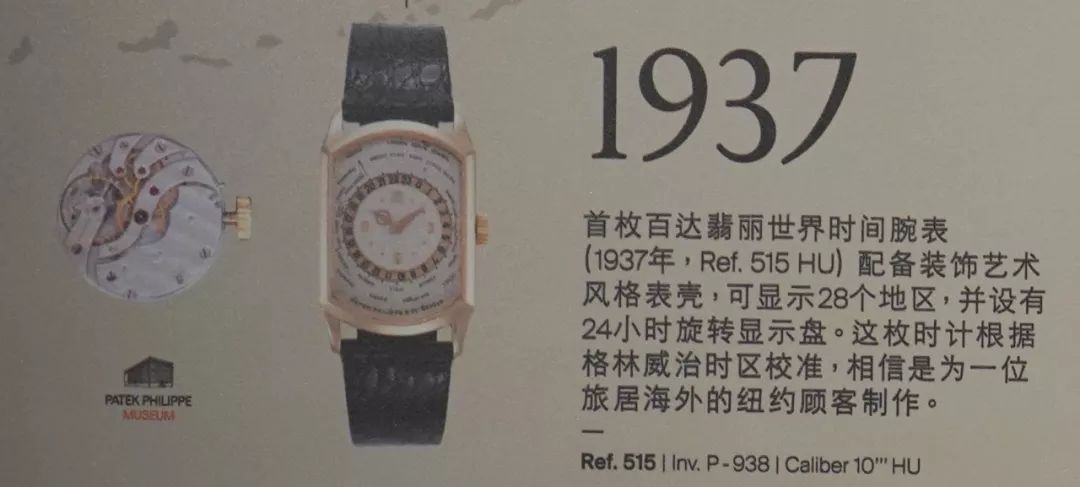 1937
首枚百达翡丽世界时间腕表
(1937年，Ref. 515 HU) 配备装饰艺术
风格表壳，可显示28个地区，并设有
24小时旋转显示盘。这枚时计根据
格林威治时区校准，相信是为一位
旅居海外的纽约顾客制作。
Ref. 515 | Inv. P-938 | Caliber 10''' HU
PATEK PHILIPPE
MUSEUM